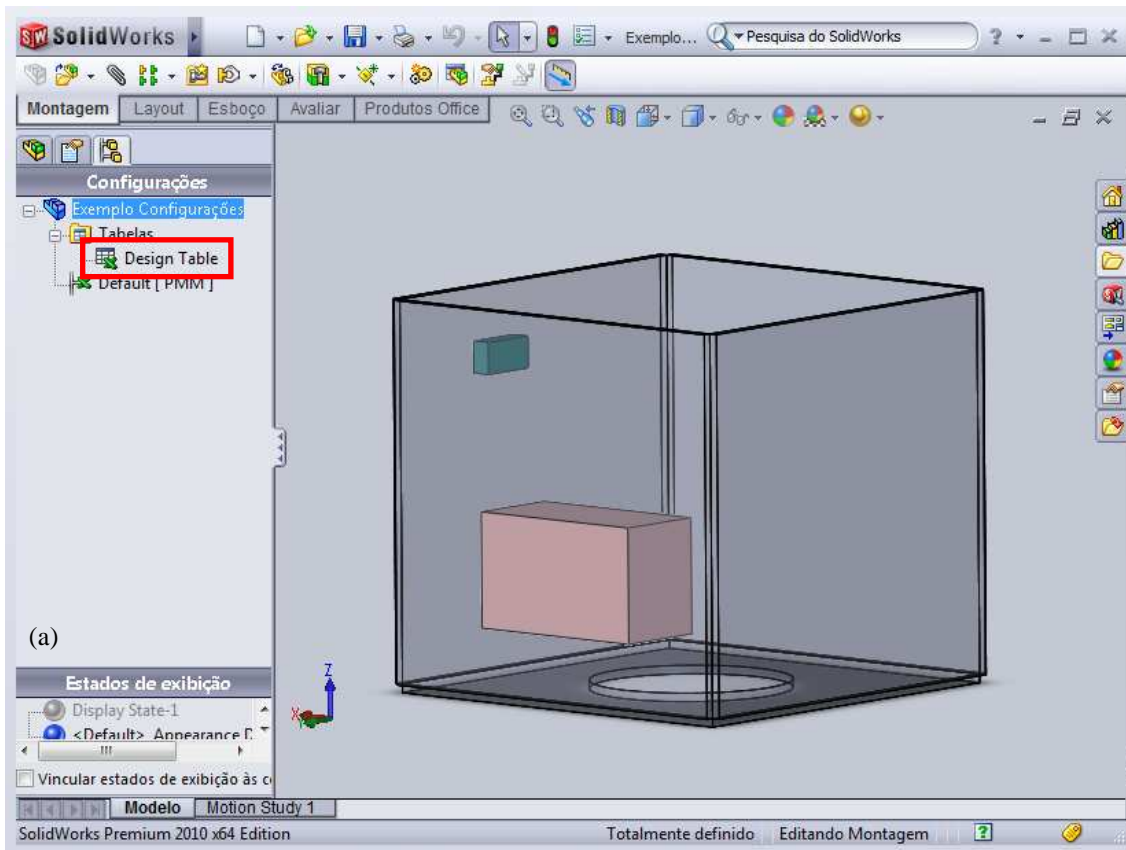 SolidWorks
Exemplo... Pesquisa do SolidWorks
Montagem Layout Esboço Avaliar Produtos Office
Configurações
Exemplo Configurações
Tabelas
Design Table
Default [ PMM ]
(a)
Estados de exibição
Display State-1
<Default>_Appearance D
Vincular estados de exibição às c
Z
X
Modelo Motion Study 1
SolidWorks Premium 2010 x64 Edition Totalmente definido Editando Montagem